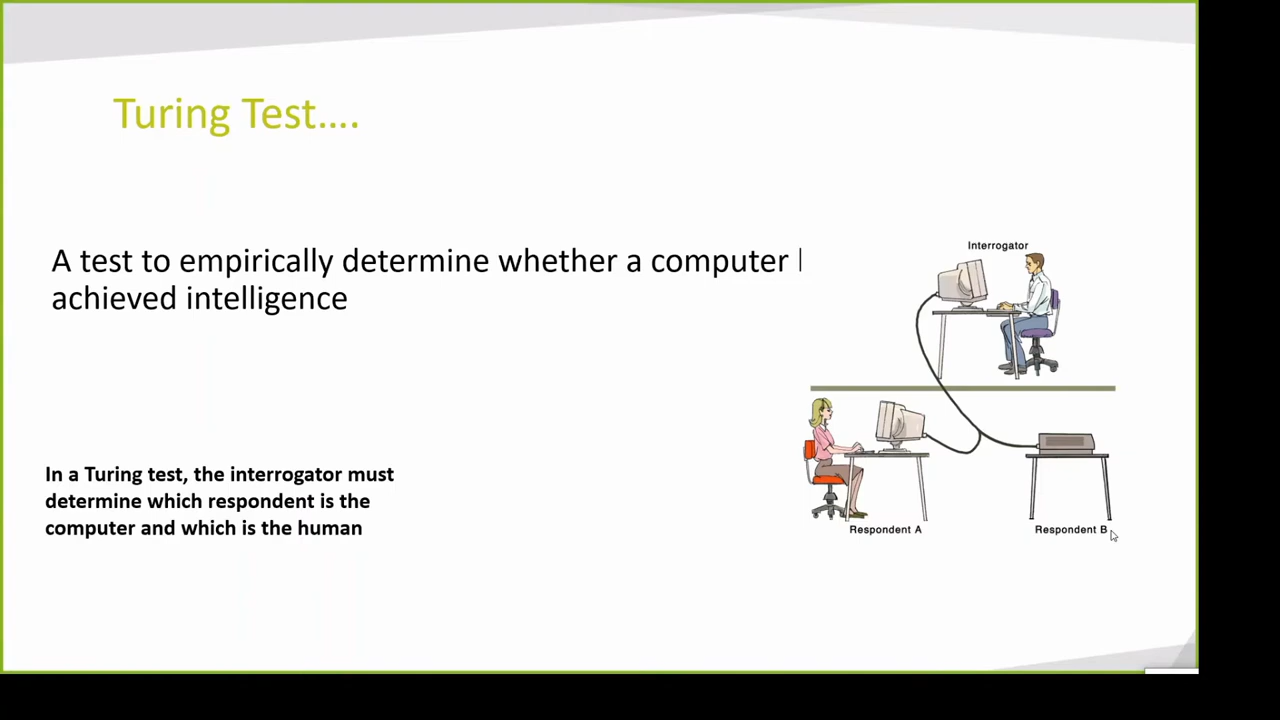 Turing Test....
A test to empirically determine whether a computer
achieved intelligence
Interrogator
In a Turing test, the interrogator must
determine which respondent is the
computer and which is the human
Respondent A
Respondent B